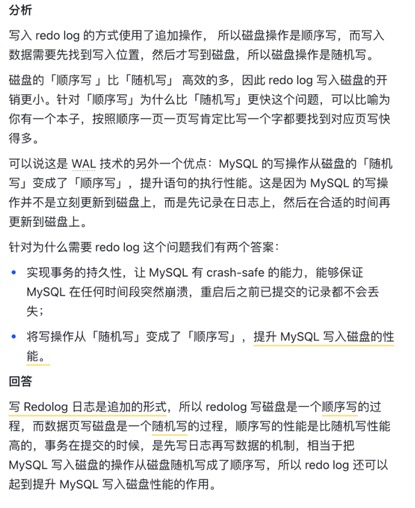 分析
写入 redo log 的方式使用了追加操作， 所以磁盘操作是顺序写，而写入
数据需要先找到写入位置，然后才写到磁盘，所以磁盘操作是随机写。
磁盘的「顺序写 」比「随机写」 高效的多，因此 redo log 写入磁盘的开
销更小。针对「顺序写」为什么比「随机写」更快这个问题，可以比喻为
你有一个本子，按照顺序一页一页写肯定比写一个字都要找到对应页写快
得多。
可以说这是 WAL 技术的另外一个优点：MySQL 的写操作从磁盘的「随机
写」变成了「顺序写」，提升语句的执行性能。这是因为 MySQL 的写操
作并不是立刻更新到磁盘上，而是先记录在日志上，然后在合适的时间再
更新到磁盘上。
针对为什么需要 redo log 这个问题我们有两个答案：
• 实现事务的持久性，让 MySQL 有 crash-safe 的能力，能够保证
MySQL 在任何时间段突然崩溃，重启后之前已提交的记录都不会丢
失；
• 将写操作从「随机写」变成了「顺序写」，提升 MySQL 写入磁盘的性
能。
回答
写 Redolog 日志是追加的形式，所以 redolog 写磁盘是一个顺序写的过
程，而数据页写磁盘是一个随机写的过程，顺序写的性能是比随机写性能
高的，事务在提交的时候，是先写日志再写数据的机制，相当于把
MySQL 写入磁盘的操作从磁盘随机写成了顺序写，所以 redo log 还可以
起到提升 MySQL 写入磁盘性能的作用。